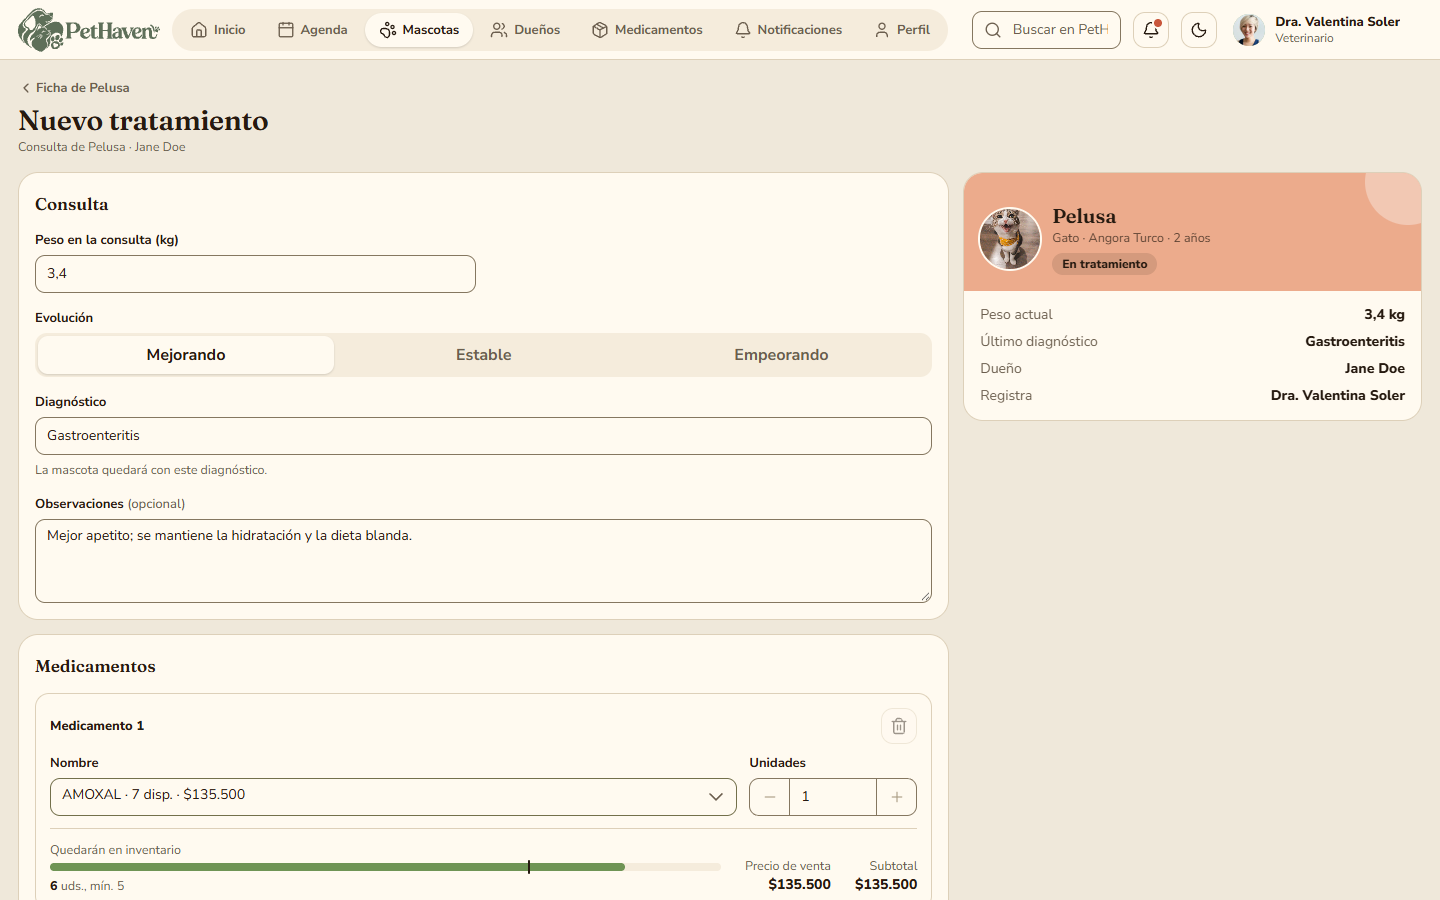 PetHaven
Inicio
Agenda
Mascotas
Dueños
Medicamentos
Notificaciones
Perfil
Buscar en PetH
Dra. Valentina Soler
Veterinario
Ficha de Pelusa
Nuevo tratamiento
Consulta de Pelusa · Jane Doe
Consulta
Peso en la consulta (kg)
3,4
Evolución
Mejorando
Estable
Empeorando
Diagnóstico
Gastroenteritis
La mascota quedará con este diagnóstico.
Observaciones (opcional)
Mejor apetito; se mantiene la hidratación y la dieta blanda.
Pelusa
Gato · Angora Turco · 2 años
En tratamiento
Peso actual 3,4 kg
Último diagnóstico Gastroenteritis
Dueño Jane Doe
Registra Dra. Valentina Soler
Medicamentos
Medicamento 1
Nombre
AMOXAL · 7 disp. · $135.500
Unidades
1
Quedarán en inventario
6 uds., mín. 5
Precio de venta
$135.500
Subtotal
$135.500